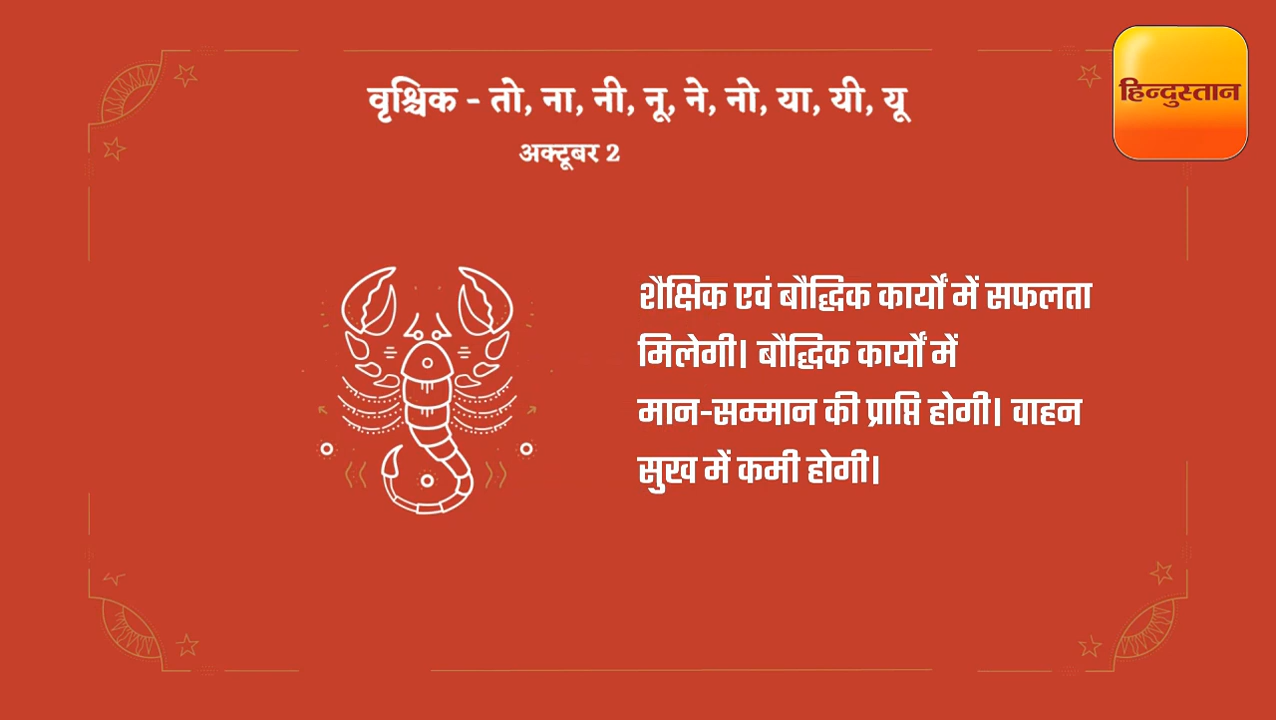 वृश्चिक - तो, ना, नी, नू, ने, नो, या, यी, यू
अक्टूबर 2
हिन्दुस्तान
शैक्षिक एवं बौद्धिक कार्यों में सफलता
मिलेगी। बौद्धिक कार्यों में
मान-सम्मान की प्राप्ति होगी। वाहन
सुख में कमी होगी।